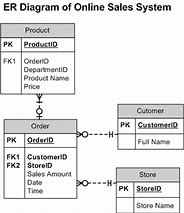 ER Diagram of Online Sales System
Product
PK ProductID
FK1 OrderID
DepartmentID
Product Name
Price
Order
PK OrderID
FK1 CustomerID
FK2 StoreID
Sales Amount
Date
Time
Cutomer
PK CustomerID
Full Name
Store
PK StoreID
Store Name